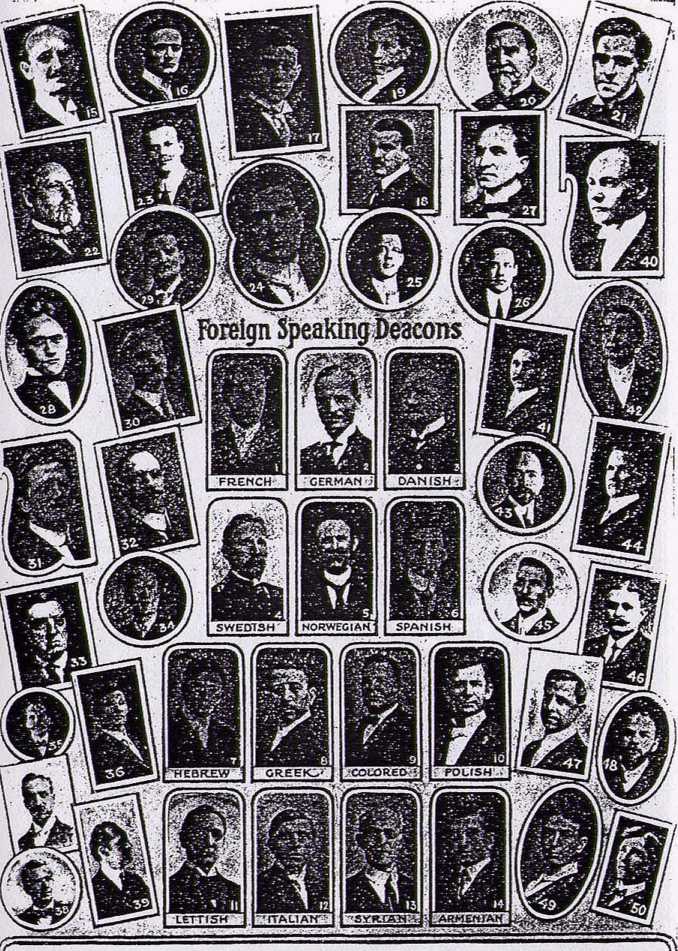 15 16 17 19 20 21
22 23 18 27 40
29 24 25 26
Foreign Speaking Deacons
28 30 41 42
1 2 3
FRENCH GERMAN DANISH
31 32 43 44
4 5 6
SWEDISH NORWEGIAN SPANISH
33 34 45 46
7 8 9 10
HEBREW GREEK COLORED POLISH
35 36 47 48
11 12 13 14
LETTISH ITALIAN SYRIAN ARMENIAN
38 39 49 50